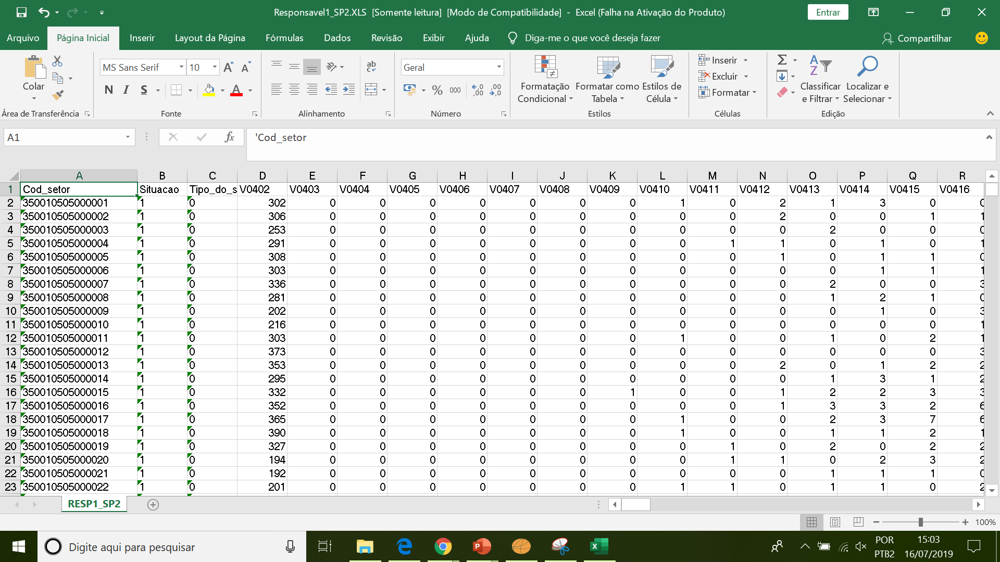 Responsavel1_SP2.XLS [Somente leitura] [Modo de Compatibilidade] - Excel (Falha na Ativação do Produto)
Entrar
Arquivo Página Inicial Inserir Layout da Página Fórmulas Dados Revisão Exibir Ajuda Diga-me o que você deseja fazer Compartilhar
Colar
Área de Transferência
MS Sans Serif 10
N I S
Fonte
Alinhamento
Geral
% 000
Número
Formatação Condicional
Formatar como Tabela
Estilos de Célula
Estilos
Inserir
Excluir
Formatar
Células
Classificar e Filtrar
Localizar e Selecionar
Edição
A1 fx 'Cod_setor
A B C D E F G H I J K L M N O P Q R
1 Cod_setor Situacao Tipo_do_s V0402 V0403 V0404 V0405 V0406 V0407 V0408 V0409 V0410 V0411 V0412 V0413 V0414 V0415 V0416
2 350010505000001 1 0 302 0 0 0 0 0 0 0 1 0 2 1 3 0 0
3 350010505000002 1 0 306 0 0 0 0 0 0 0 0 0 2 0 0 1 1
4 350010505000003 1 0 253 0 0 0 0 0 0 0 0 0 0 2 0 0 0
5 350010505000004 1 0 291 0 0 0 0 0 0 0 0 1 1 0 1 0 1
6 350010505000005 1 0 308 0 0 0 0 0 0 0 0 0 1 0 1 1 0
7 350010505000006 1 0 303 0 0 0 0 0 0 0 0 0 0 0 1 1 1
8 350010505000007 1 0 336 0 0 0 0 0 0 0 0 0 0 2 0 0 3
9 350010505000008 1 0 281 0 0 0 0 0 0 0 0 0 0 1 2 1 0
10 350010505000009 1 0 202 0 0 0 0 0 0 0 0 0 0 0 1 0 3
11 350010505000010 1 0 216 0 0 0 0 0 0 0 0 0 0 0 0 0 1
12 350010505000011 1 0 303 0 0 0 0 0 0 0 1 0 0 1 0 2 1
13 350010505000012 1 0 373 0 0 0 0 0 0 0 0 0 0 0 0 0 3
14 350010505000013 1 0 353 0 0 0 0 0 0 0 0 0 2 0 1 2 2
15 350010505000014 1 0 295 0 0 0 0 0 0 0 0 0 0 1 3 1 2
16 350010505000015 1 0 332 0 0 0 0 0 0 1 0 0 1 2 2 3 3
17 350010505000016 1 0 352 0 0 0 0 0 0 0 0 0 1 3 3 2 6
18 350010505000017 1 0 365 0 0 0 0 0 0 0 1 0 0 2 3 7 6
19 350010505000018 1 0 390 0 0 0 0 0 0 0 1 0 0 1 1 2 1
20 350010505000019 1 0 327 0 0 0 0 0 0 0 0 1 0 2 0 2 2
21 350010505000020 1 0 194 0 0 0 0 0 0 0 0 1 1 0 2 3 2
22 350010505000021 1 0 192 0 0 0 0 0 0 0 0 0 0 1 1 1 0
23 350010505000022 1 0 201 0 0 0 0 0 0 0 1 1 0 1 1 0 2
RESP1_SP2
100%
Digite aqui para pesquisar
POR 15:03
PTB2 16/07/2019